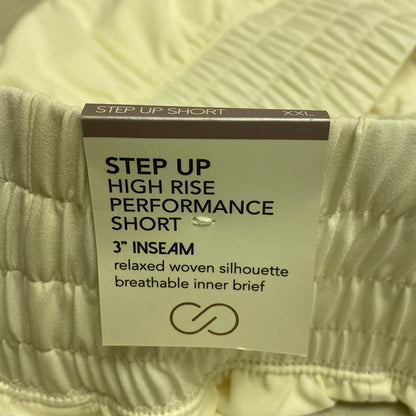 STEP UP SHORT XXL
STEP UP
HIGH RISE
PERFORMANCE
SHORT
3" INSEAM
relaxed woven silhouette
breathable inner brief